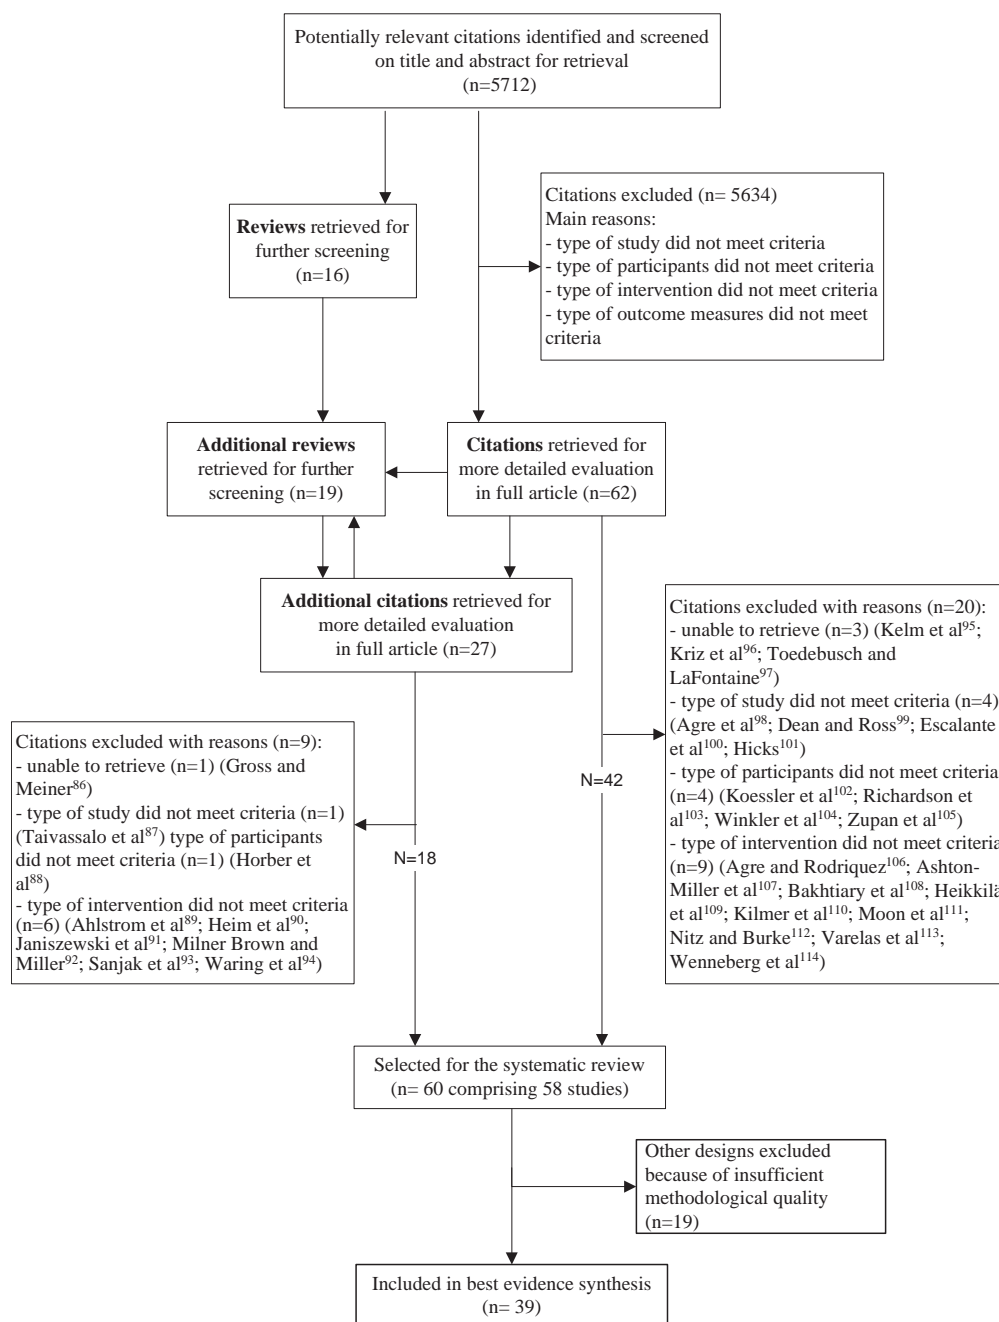 Potentially relevant citations identified and screened
on title and abstract for retrieval
(n=5712)
Citations excluded (n= 5634)
Main reasons:
- type of study did not meet criteria
- type of participants did not meet criteria
- type of intervention did not meet criteria
- type of outcome measures did not meet
criteria
Reviews retrieved for
further screening
(n=16)
Additional reviews
retrieved for further
screening (n=19)
Citations retrieved for
more detailed evaluation
in full article (n=62)
Additional citations retrieved for
more detailed evaluation
in full article (n=27)
Citations excluded with reasons (n=20):
- unable to retrieve (n=3) (Kelm et al95;
Kriz et al96; Toedebusch and
LaFontaine97)
- type of study did not meet criteria (n=4)
(Agre et al98; Dean and Ross99; Escalante
et al100; Hicks101)
- type of participants did not meet criteria
(n=4) (Koessler et al102; Richardson et
al103; Winkler104; Zupan et al105)
- type of intervention did not meet criteria
(n=9) (Agre and Rodriquez106; Ashton-
Miller et al107; Bakhtiary et al108; Heikkilä
et al109; Kilmer et al110; Moon et al111;
Nitz and Burke112; Varelas et al113;
Wenneberg et al114)
Citations excluded with reasons (n=9):
- unable to retrieve (n=1) (Gross and
Meiner86)
- type of study did not meet criteria (n=1)
(Taivassalo et al87) type of participants
did not meet criteria (n=1) (Horber et
al88)
- type of intervention did not meet criteria
(n=6) (Ahlstrom et al89; Heim et al90;
Janiszewski et al91; Milner Brown and
Miller92; Sanjak et al93; Waring et al94)
N=18
N=42
Selected for the systematic review
(n= 60 comprising 58 studies)
Other designs excluded
because of insufficient
methodological quality
(n=19)
Included in best evidence synthesis
(n= 39)